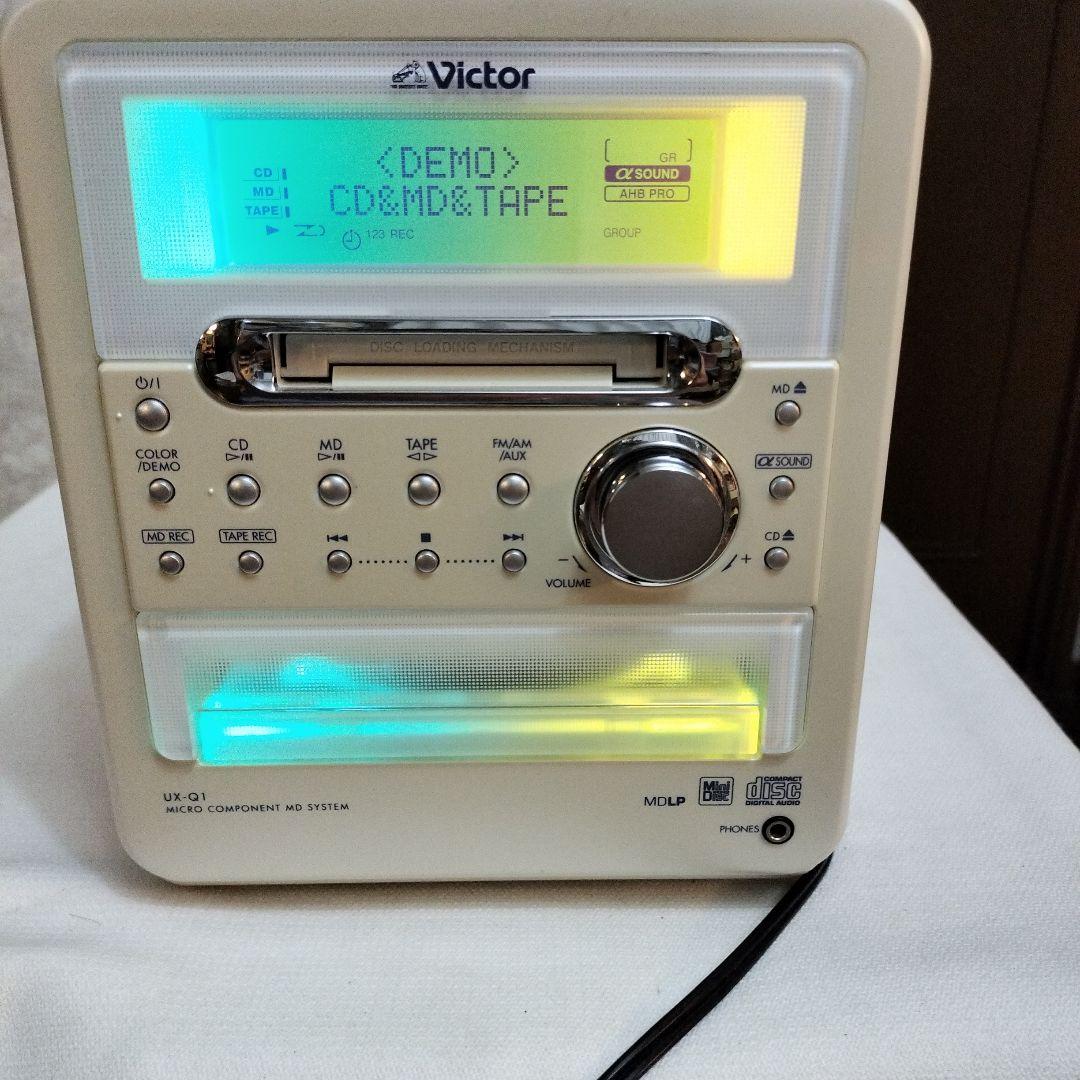 Victor
<DEMO>
CD&MD&TAPE
CD
MD
TAPE
123 REC
GR
α SOUND
AHB PRO
GROUP
DISC LOADING MECHANISM
⏻/I
MD ⏏
COLOR
/DEMO
CD
▷/⏸
MD
▷/⏸
TAPE
◁ ▷
FM/AM
/AUX
α SOUND
MD REC
TAPE REC
⏮
■
⏭
− VOLUME +
CD ⏏
UX-Q1
MICRO COMPONENT MD SYSTEM
MDLP
Mini
Disc
COMPACT
disc
DIGITAL AUDIO
PHONES